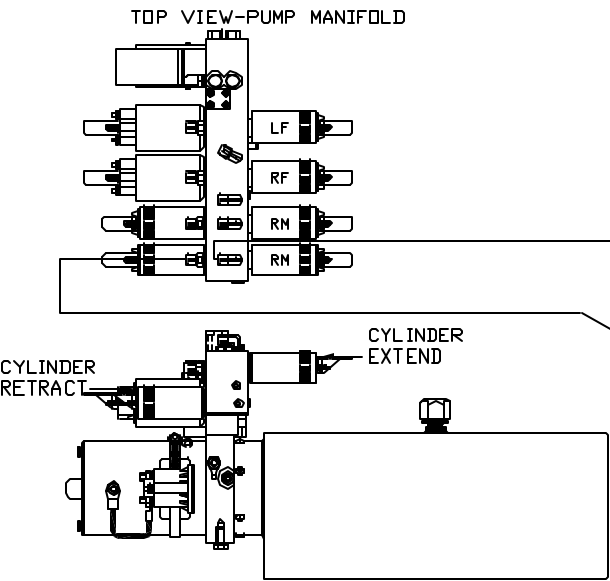 TOP VIEW-PUMP MANIFOLD
LF
RF
RM
RM
CYLINDER
EXTEND
CYLINDER
RETRACT